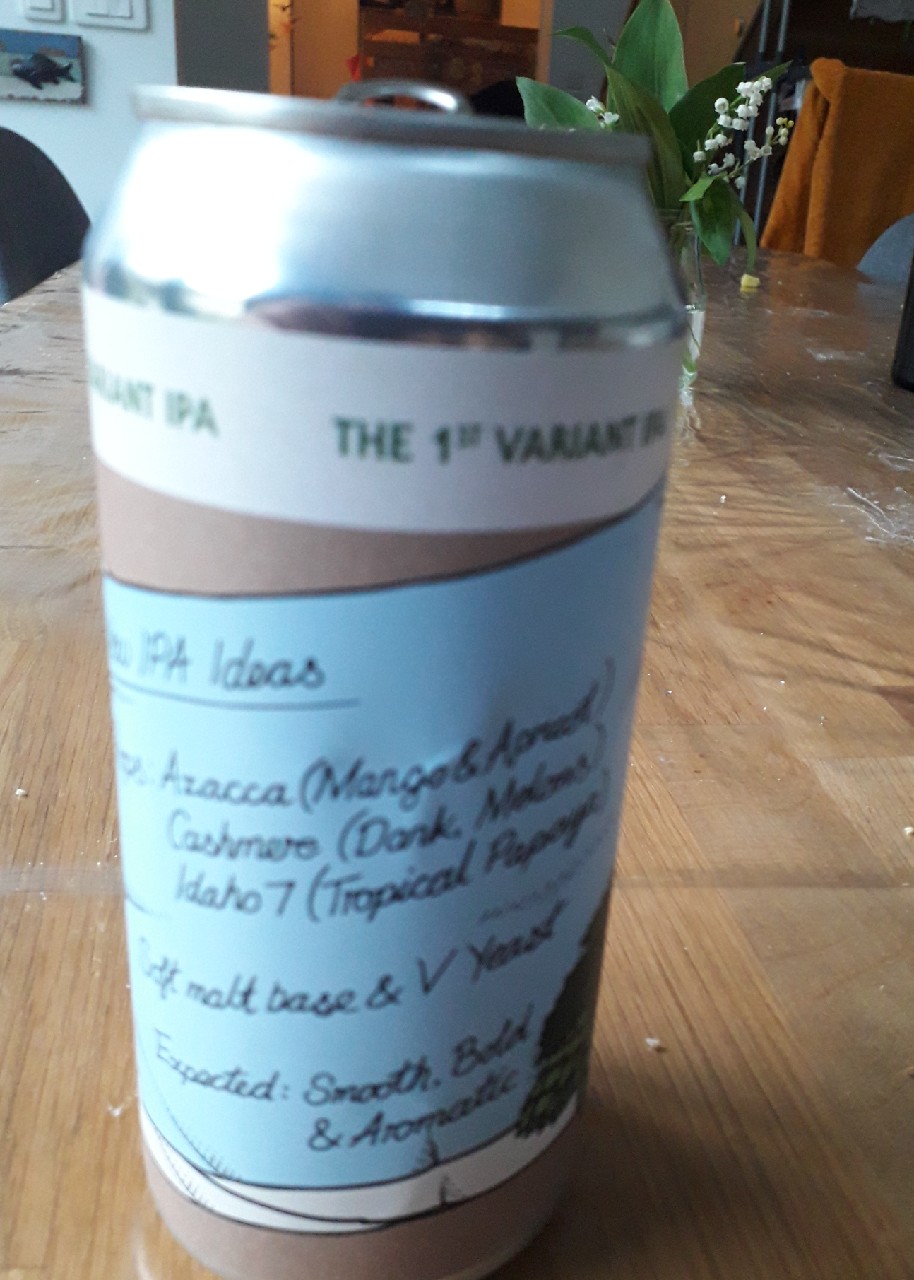 IPA THE 1ST VARIANT
IPA Ideas
Azacca (Mango & Apricot)
Cashmere (Dank, Melons)
Idaho 7 (Tropical Papaya)
Soft malt base & V Yeast
Expected: Smooth, Bold
& Aromatic